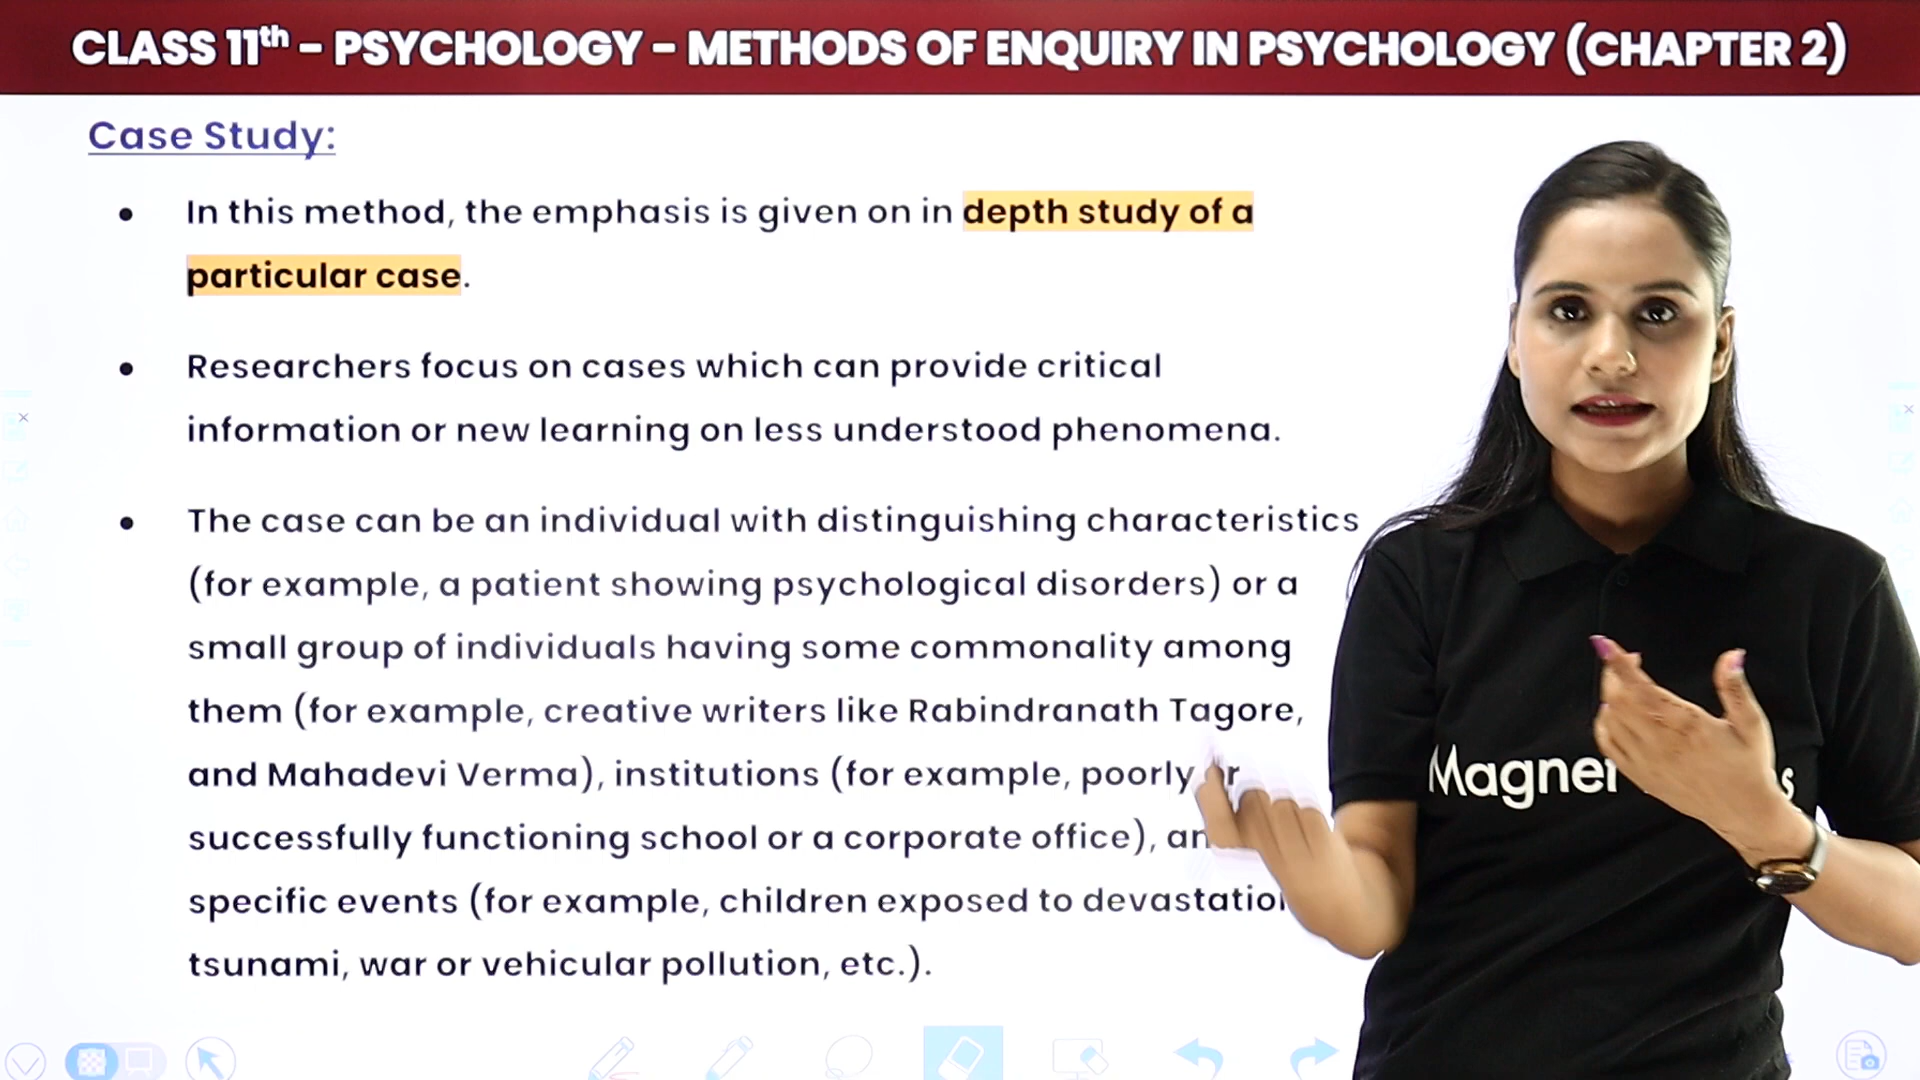 CLASS 11th – PSYCHOLOGY – METHODS OF ENQUIRY IN PSYCHOLOGY (CHAPTER 2)
Case Study:
• In this method, the emphasis is given on in depth study of a
particular case.
• Researchers focus on cases which can provide critical
information or new learning on less understood phenomena.
• The case can be an individual with distinguishing characteristics
(for example, a patient showing psychological disorders) or a
small group of individuals having some commonality among
them (for example, creative writers like Rabindranath Tagore,
and Mahadevi Verma), institutions (for example, poorly or
successfully functioning school or a corporate office), and
specific events (for example, children exposed to devastation
tsunami, war or vehicular pollution, etc.).
Magnet